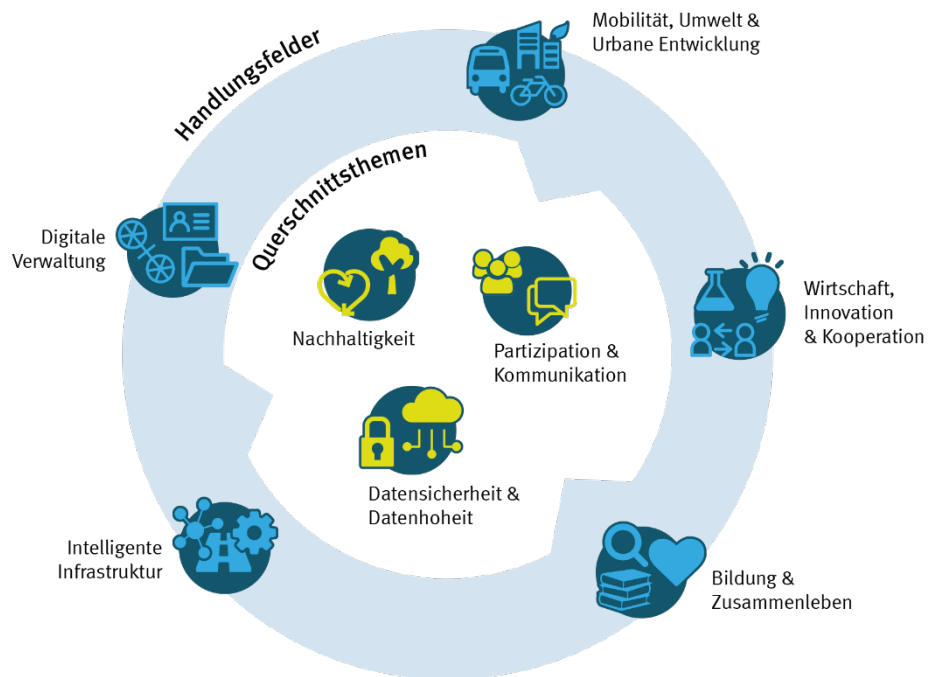 Handlungsfelder
Querschnittsthemen
Mobilität, Umwelt &
Urbane Entwicklung
Wirtschaft,
Innovation
& Kooperation
Bildung &
Zusammenleben
Intelligente
Infrastruktur
Digitale
Verwaltung
Nachhaltigkeit
Partizipation &
Kommunikation
Datensicherheit &
Datenhoheit